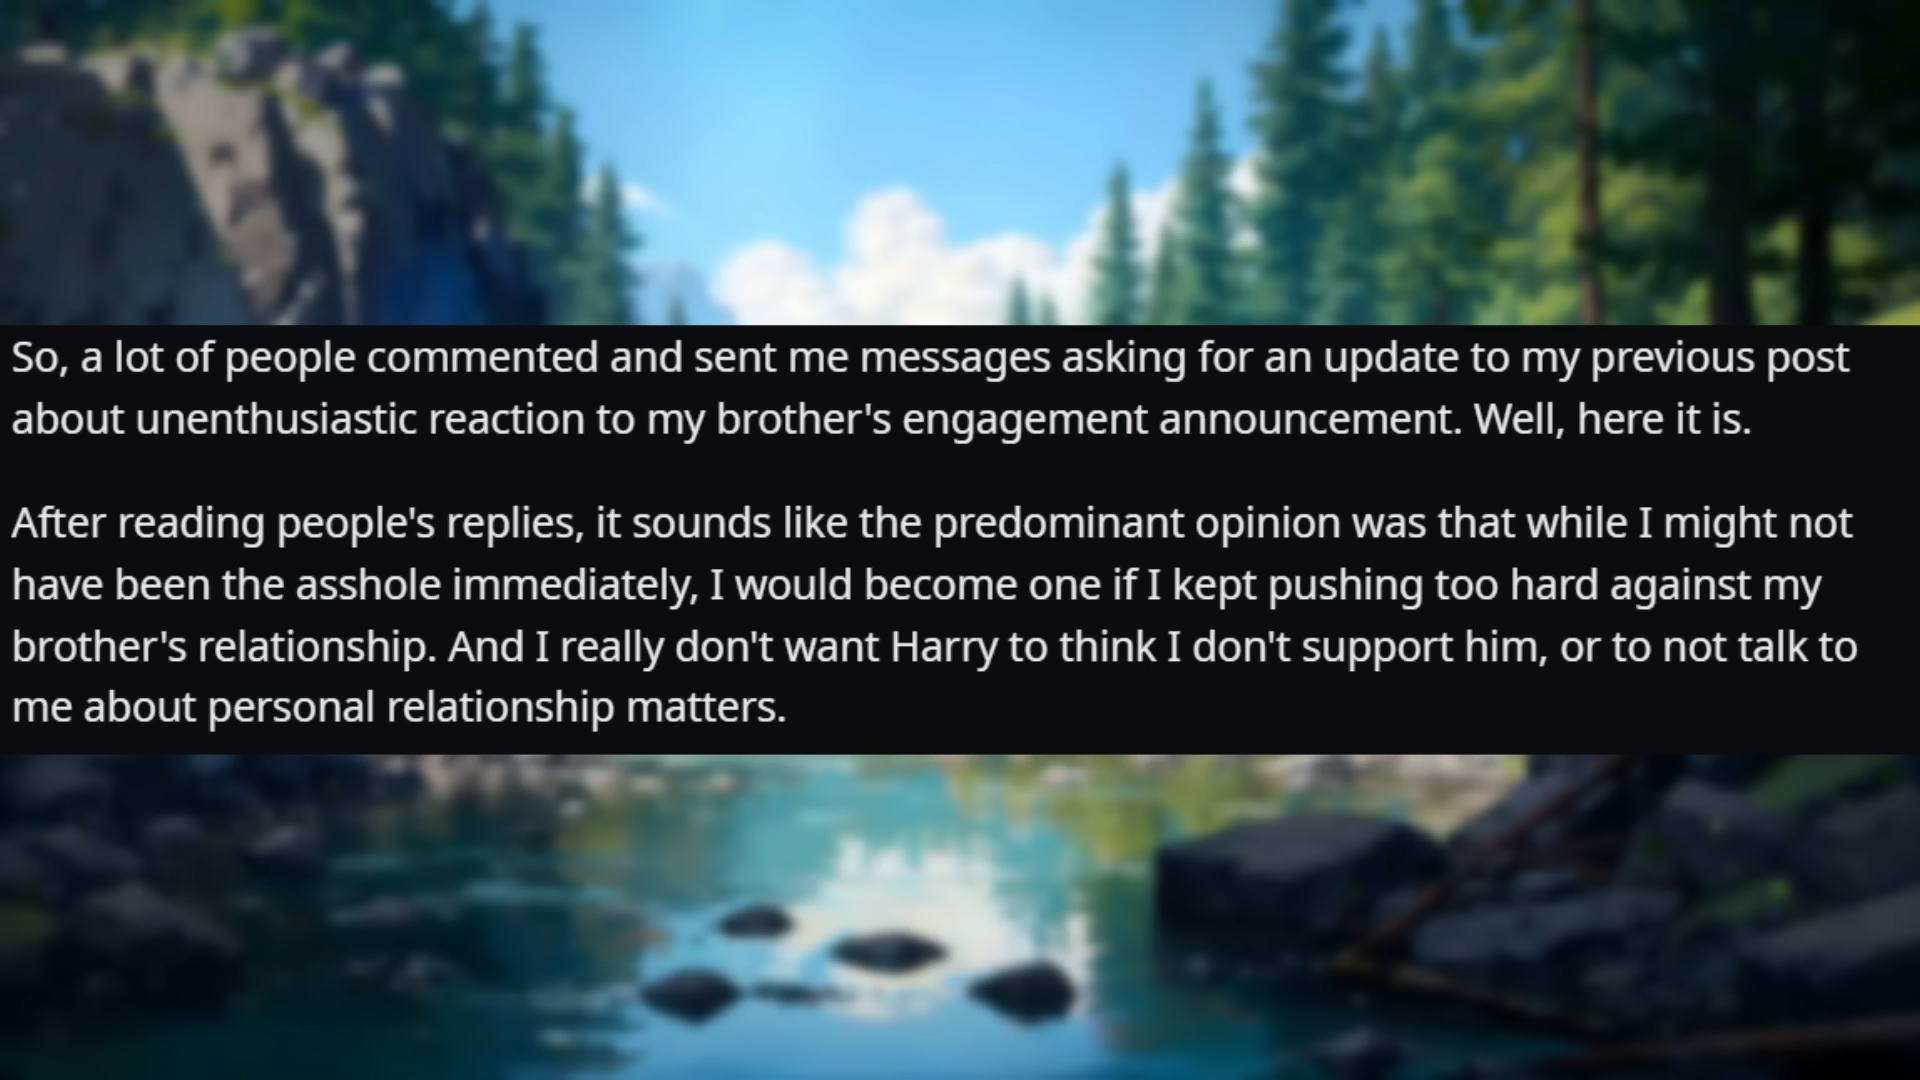 So, a lot of people commented and sent me messages asking for an update to my previous post
about unenthusiastic reaction to my brother's engagement announcement. Well, here it is.
After reading people's replies, it sounds like the predominant opinion was that while I might not
have been the asshole immediately, I would become one if I kept pushing too hard against my
brother's relationship. And I really don't want Harry to think I don't support him, or to not talk to
me about personal relationship matters.